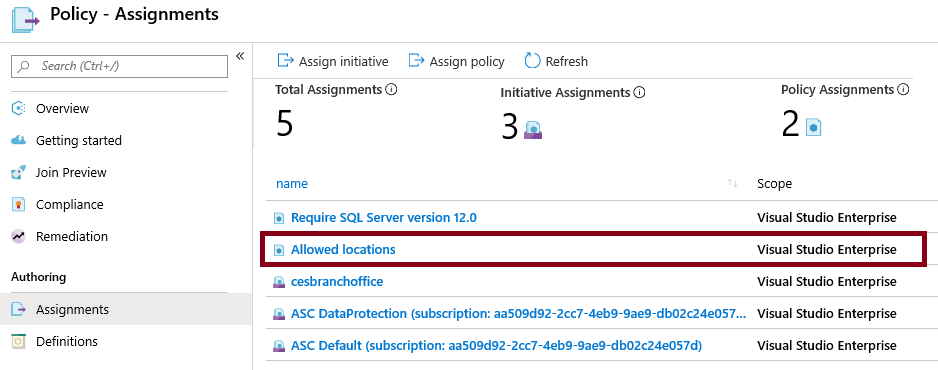 Policy - Assignments
Search (Ctrl+/)
«
Overview
Getting started
Join Preview
Compliance
Remediation
Authoring
Assignments
Definitions
Assign initiative Assign policy Refresh
Total Assignments Initiative Assignments Policy Assignments
5 3 2
name Scope
Require SQL Server version 12.0 Visual Studio Enterprise
Allowed locations Visual Studio Enterprise
cesbranchoffice Visual Studio Enterprise
ASC DataProtection (subscription: aa509d92-2cc7-4eb9-9ae9-db02c24e057... Visual Studio Enterprise
ASC Default (subscription: aa509d92-2cc7-4eb9-9ae9-db02c24e057d) Visual Studio Enterprise